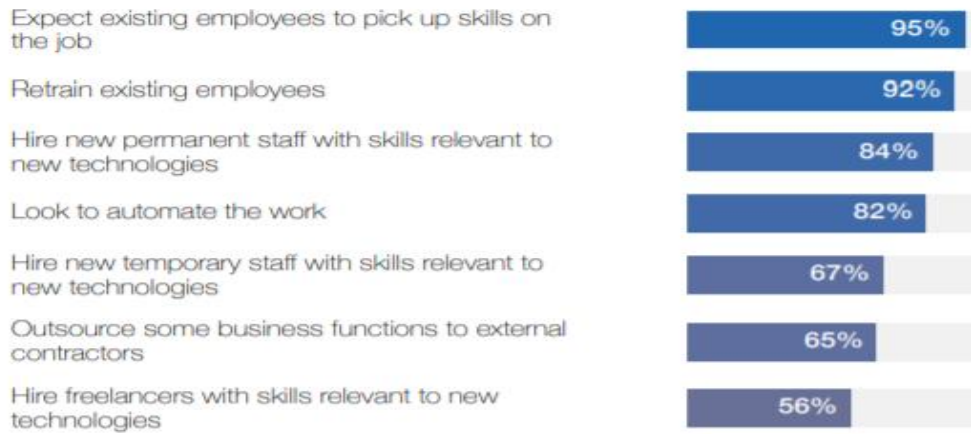 Expect existing employees to pick up skills on
the job
95%
Retrain existing employees
92%
Hire new permanent staff with skills relevant to
new technologies
84%
Look to automate the work
82%
Hire new temporary staff with skills relevant to
new technologies
67%
Outsource some business functions to external
contractors
65%
Hire freelancers with skills relevant to new
technologies
56%